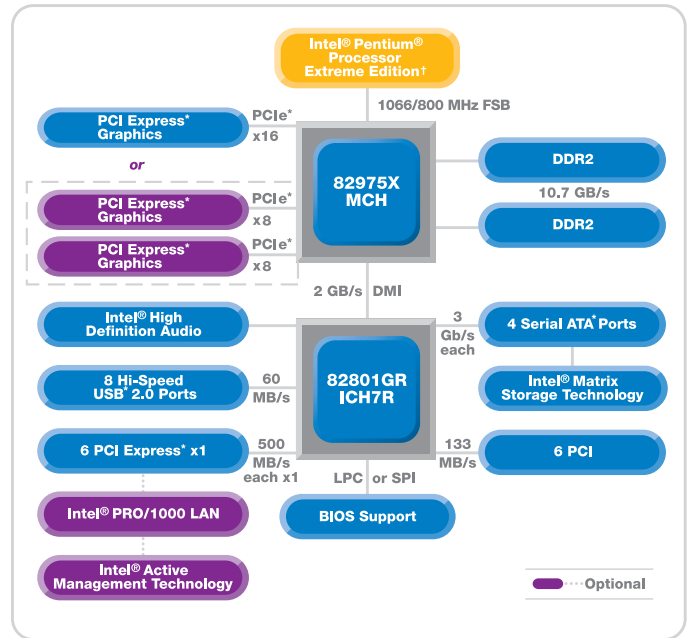 Intel® Pentium®
Processor
Extreme Edition†
1066/800 MHz FSB
PCI Express*
Graphics
PCIe*
x16
or
PCI Express*
Graphics
PCIe*
x8
PCI Express*
Graphics
PCIe*
x8
82975X
MCH
DDR2
10.7 GB/s
DDR2
2 GB/s DMI
Intel® High
Definition Audio
8 Hi-Speed
USB* 2.0 Ports
60
MB/s
6 PCI Express* x1
500
MB/s
each x1
Intel® PRO/1000 LAN
Intel® Active
Management Technology
82801GR
ICH7R
3
Gb/s
each
4 Serial ATA* Ports
Intel® Matrix
Storage Technology
133
MB/s
6 PCI
LPC or SPI
BIOS Support
Optional